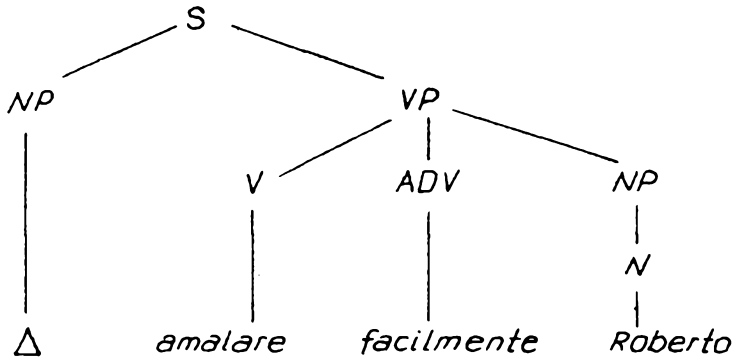 S
NP VP
V ADV NP
N
Δ amalare facilmente Roberto